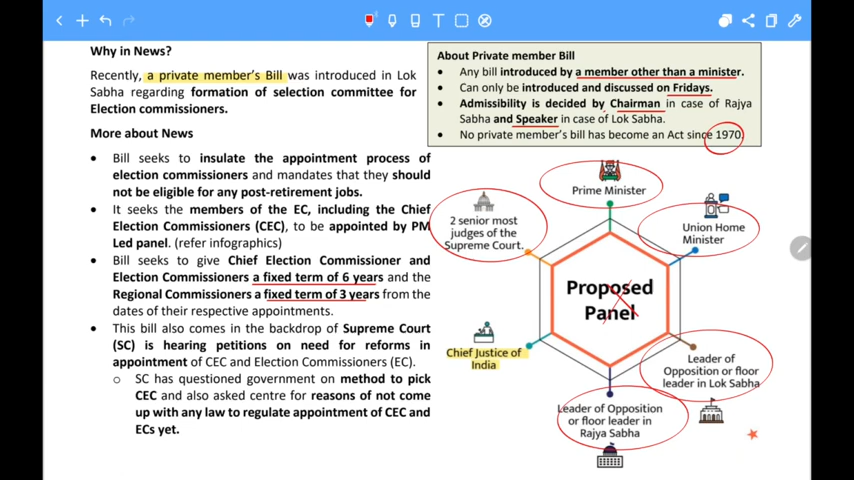 Why in News?
Recently, a private member's Bill was introduced in Lok
Sabha regarding formation of selection committee for
Election commissioners.
More about News
• Bill seeks to insulate the appointment process of
election commissioners and mandates that they should
not be eligible for any post-retirement jobs.
• It seeks the members of the EC, including the Chief
Election Commissioners (CEC), to be appointed by PM
Led panel. (refer infographics)
• Bill seeks to give Chief Election Commissioner and
Election Commissioners a fixed term of 6 years and the
Regional Commissioners a fixed term of 3 years from the
dates of their respective appointments.
• This bill also comes in the backdrop of Supreme Court
(SC) is hearing petitions on need for reforms in
appointment of CEC and Election Commissioners (EC).
o SC has questioned government on method to pick
CEC and also asked centre for reasons of not come
up with any law to regulate appointment of CEC and
ECs yet.
About Private member Bill
• Any bill introduced by a member other than a minister.
• Can only be introduced and discussed on Fridays.
• Admissibility is decided by Chairman in case of Rajya
Sabha and Speaker in case of Lok Sabha.
• No private member's bill has become an Act since 1970.
Prime Minister
2 senior most
judges of the
Supreme Court.
Union Home
Minister
Proposed
Panel
Chief Justice of
India
Leader of
Opposition or floor
leader in Lok Sabha
Leader of Opposition
or floor leader in
Rajya Sabha